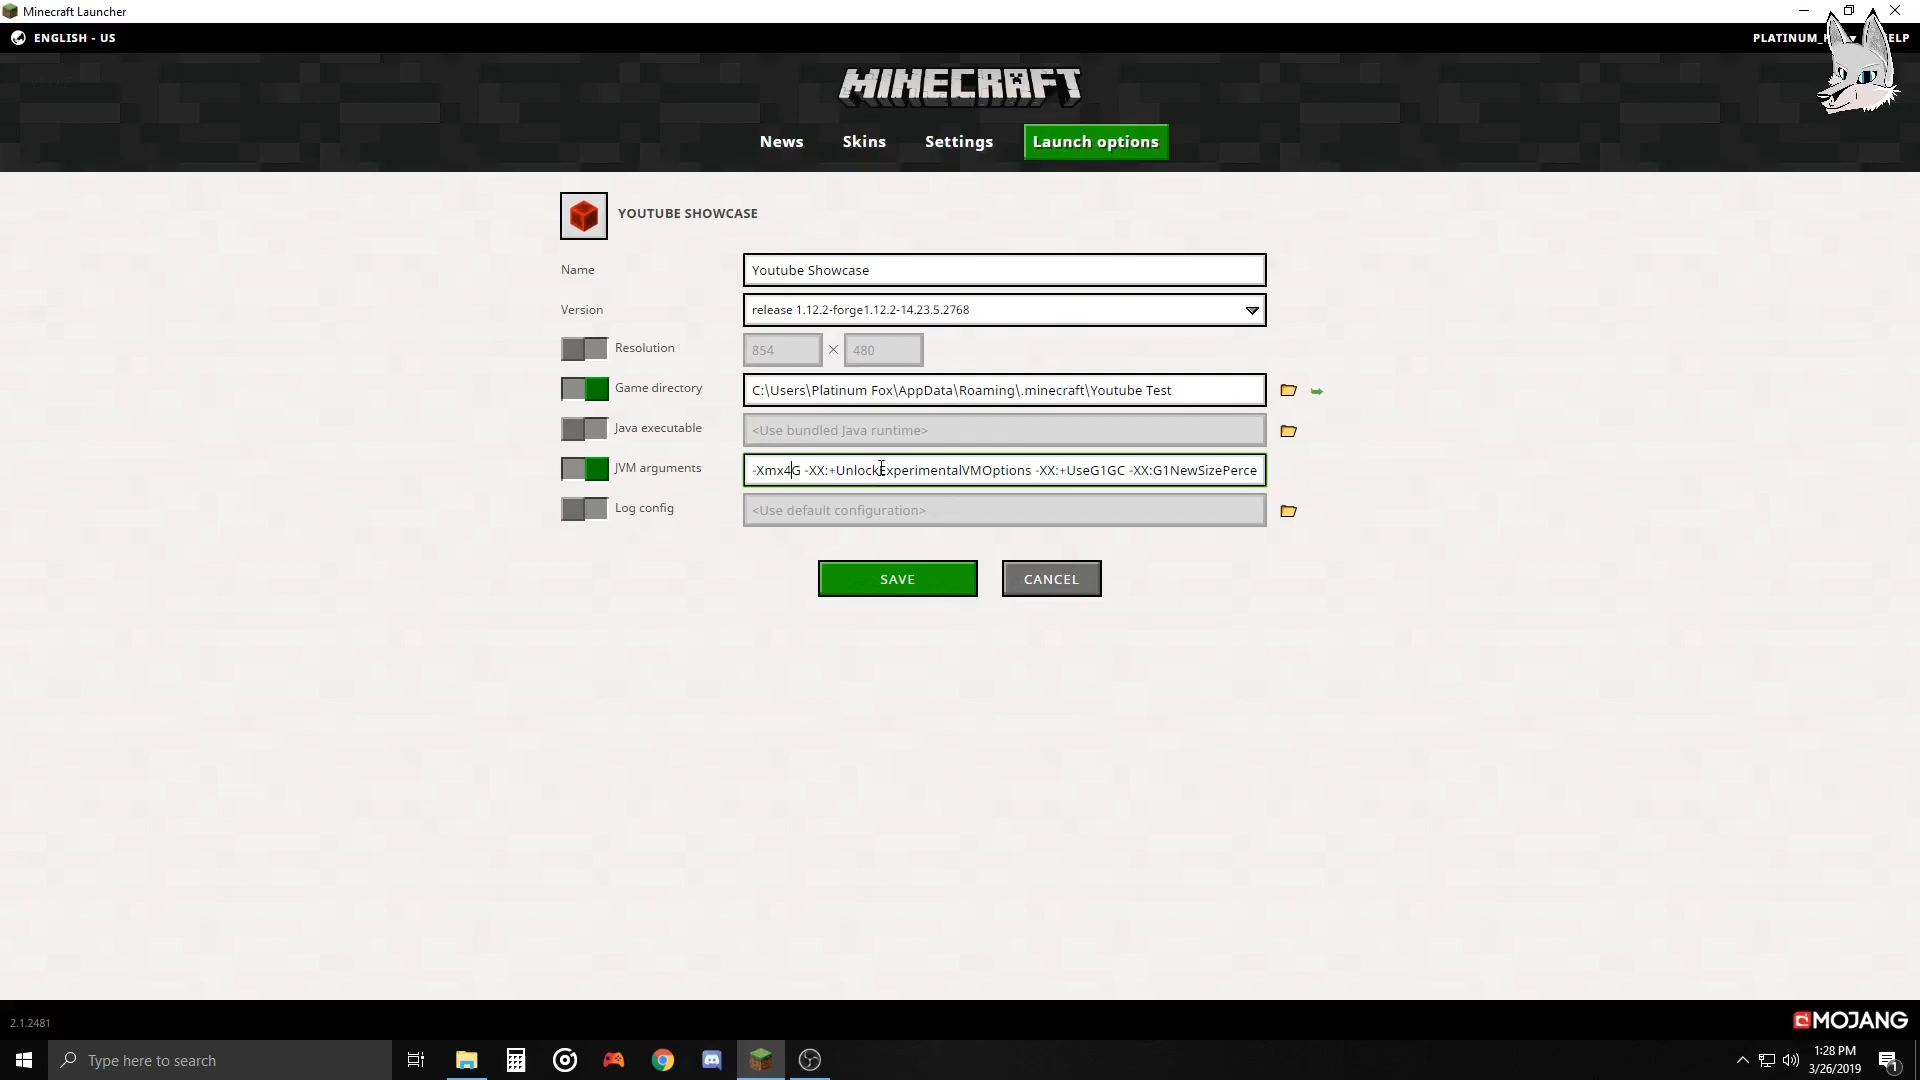 Minecraft Launcher
ENGLISH - US
PLATINUM_
ELP
MINECRAFT
News Skins Settings Launch options
YOUTUBE SHOWCASE
Name Youtube Showcase
Version release 1.12.2-forge1.12.2-14.23.5.2768
Resolution 854 × 480
Game directory C:\Users\Platinum Fox\AppData\Roaming\.minecraft\Youtube Test
Java executable <Use bundled Java runtime>
JVM arguments -Xmx4G -XX:+UnlockExperimentalVMOptions -XX:+UseG1GC -XX:G1NewSizePerce
Log config <Use default configuration>
SAVE CANCEL
2.1.2481
MOJANG
Type here to search
1:28 PM
3/26/2019
1